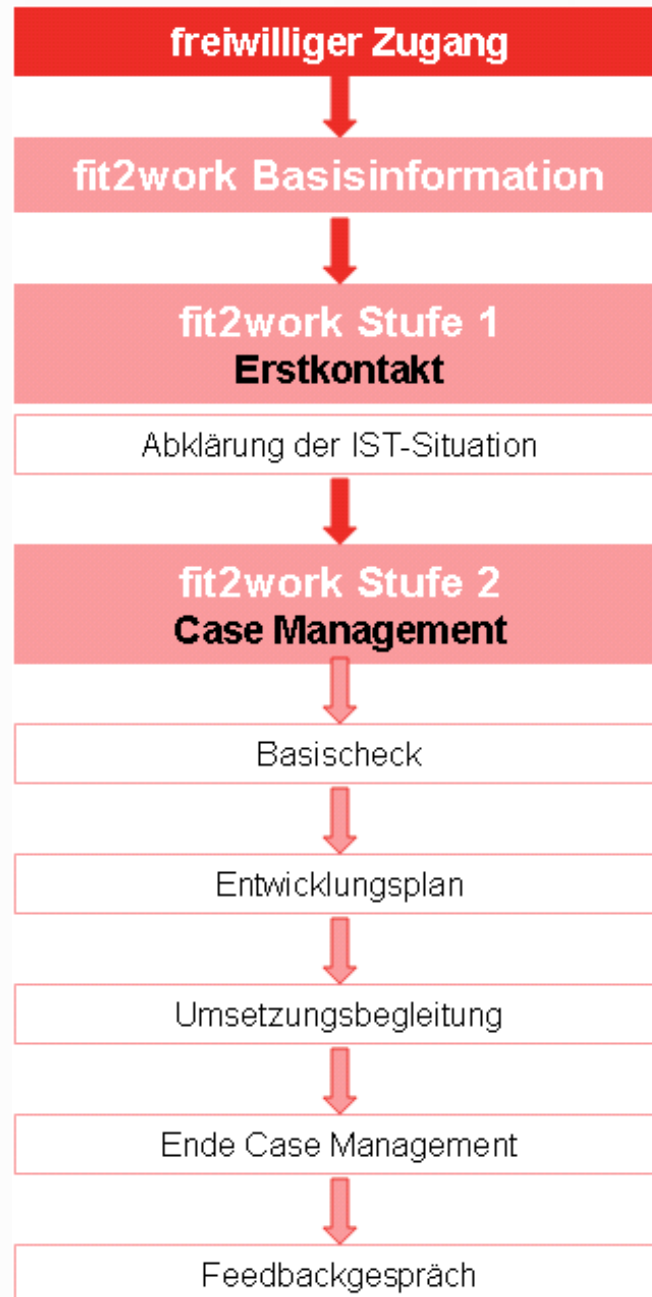 freiwilliger Zugang
fit2work Basisinformation
fit2work Stufe 1
Erstkontakt
Abklärung der IST-Situation
fit2work Stufe 2
Case Management
Basischeck
Entwicklungsplan
Umsetzungsbegleitung
Ende Case Management
Feedbackgespräch